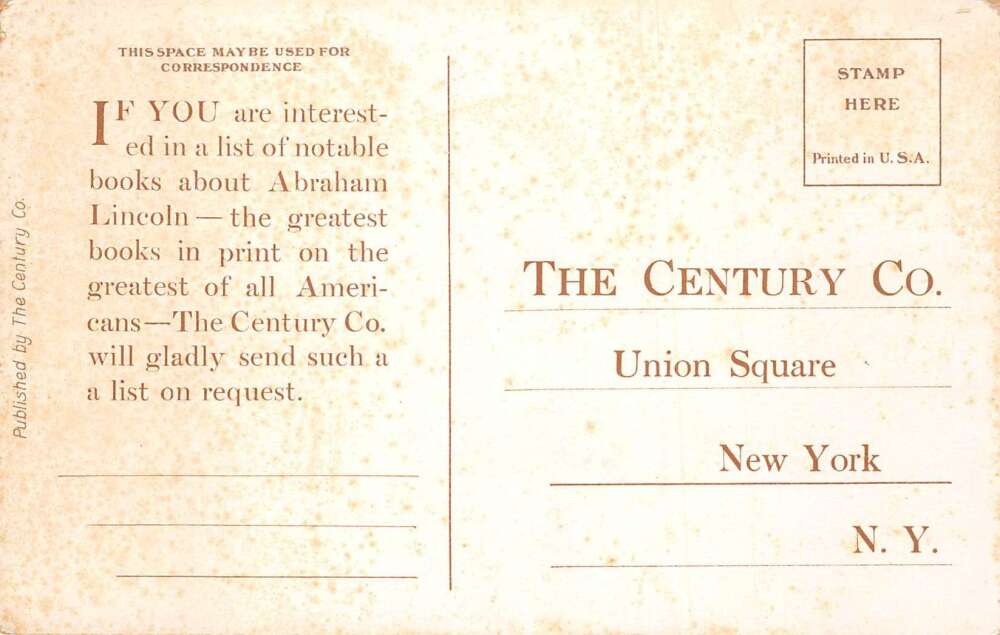 THIS SPACE MAY BE USED FOR
CORRESPONDENCE
IF YOU are interest-
ed in a list of notable
books about Abraham
Lincoln — the greatest
books in print on the
greatest of all Ameri-
cans—The Century Co.
will gladly send such a
a list on request.
Published by The Century Co.
STAMP
HERE
Printed in U. S. A.
THE CENTURY CO.
Union Square
New York
N. Y.